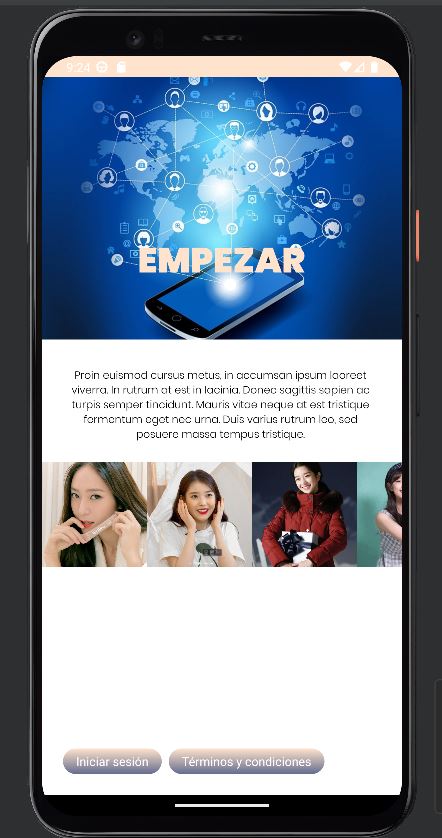 9:24
EMPEZAR
Proin euismod cursus metus, in accumsan ipsum laoreet
viverra. In rutrum at est in lacinia. Donec sagittis sapien ac
turpis semper tincidunt. Mauris vitae neque at est tristique
fermentum eget nec urna. Duis varius rutrum leo, sed
posuere massa tempus tristique.
Iniciar sesión
Términos y condiciones